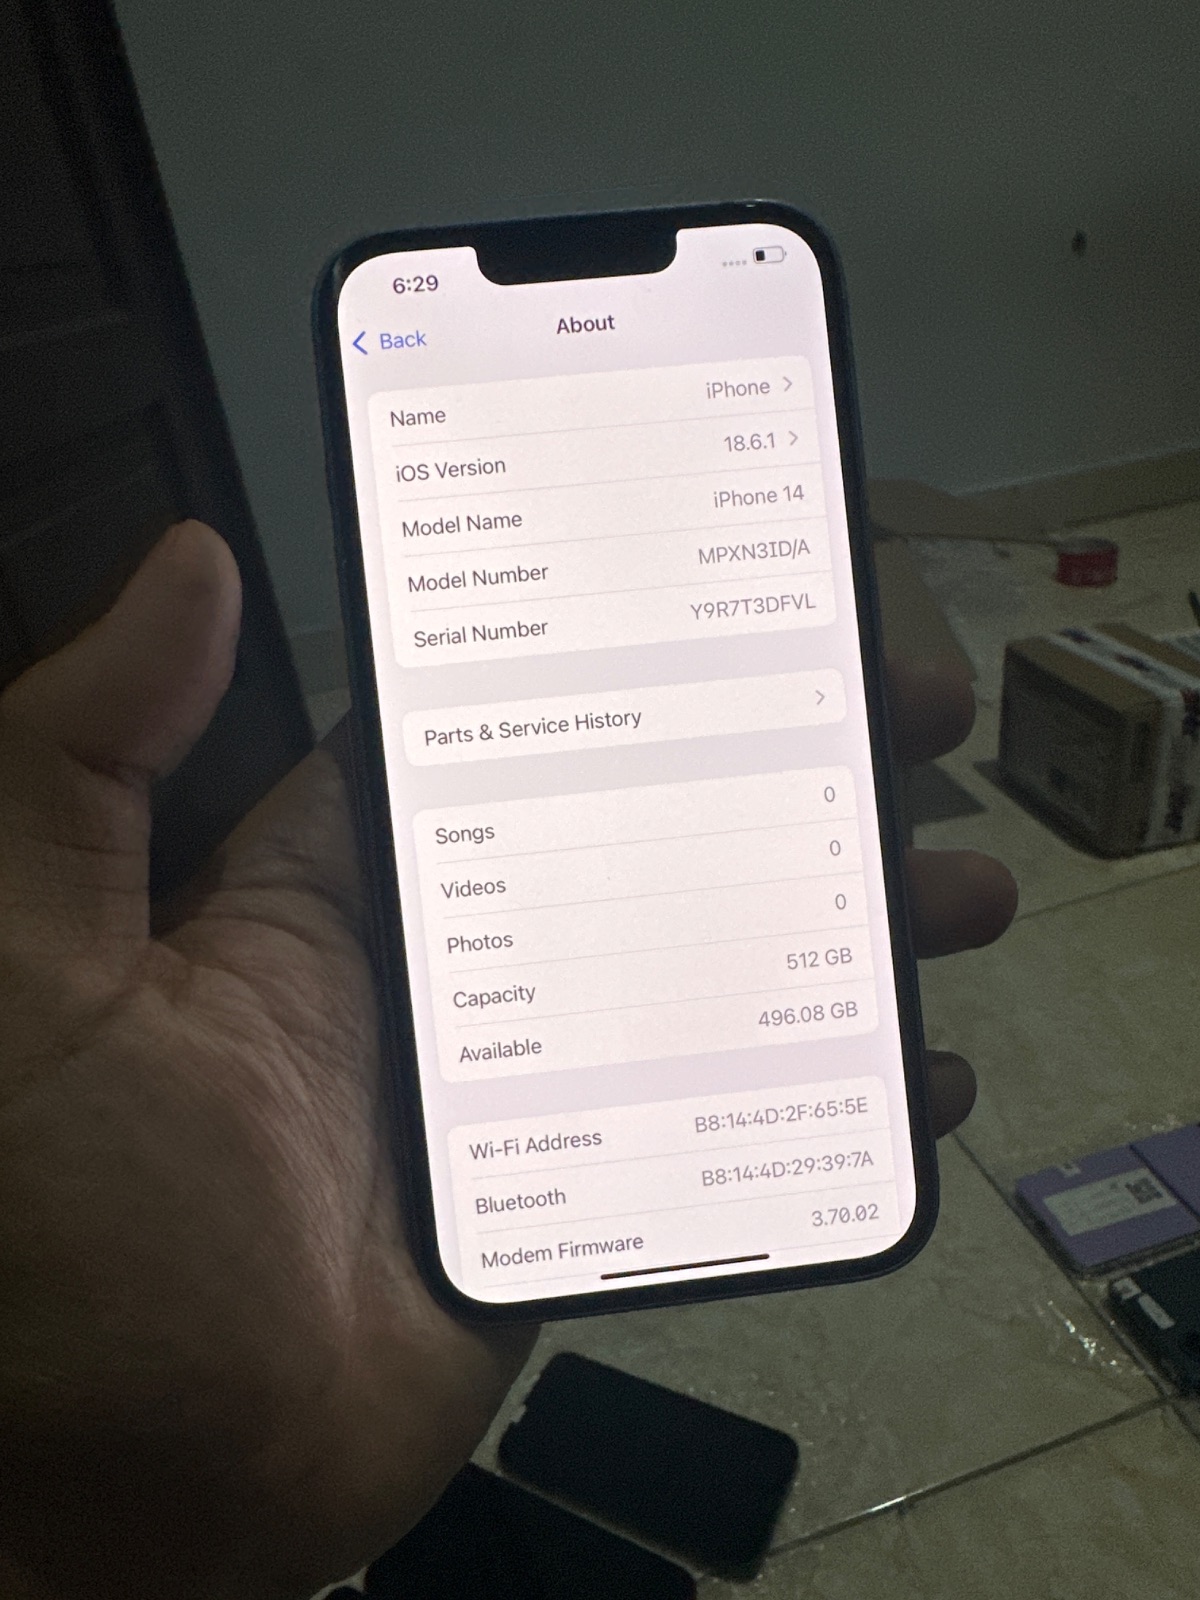 6:29
Back
About
Name iPhone
iOS Version 18.6.1
Model Name iPhone 14
Model Number MPXN3ID/A
Serial Number Y9R7T3DFVL
Parts & Service History
Songs 0
Videos 0
Photos 0
Capacity 512 GB
Available 496.08 GB
Wi-Fi Address B8:14:4D:2F:65:5E
Bluetooth B8:14:4D:29:39:7A
Modem Firmware 3.70.02